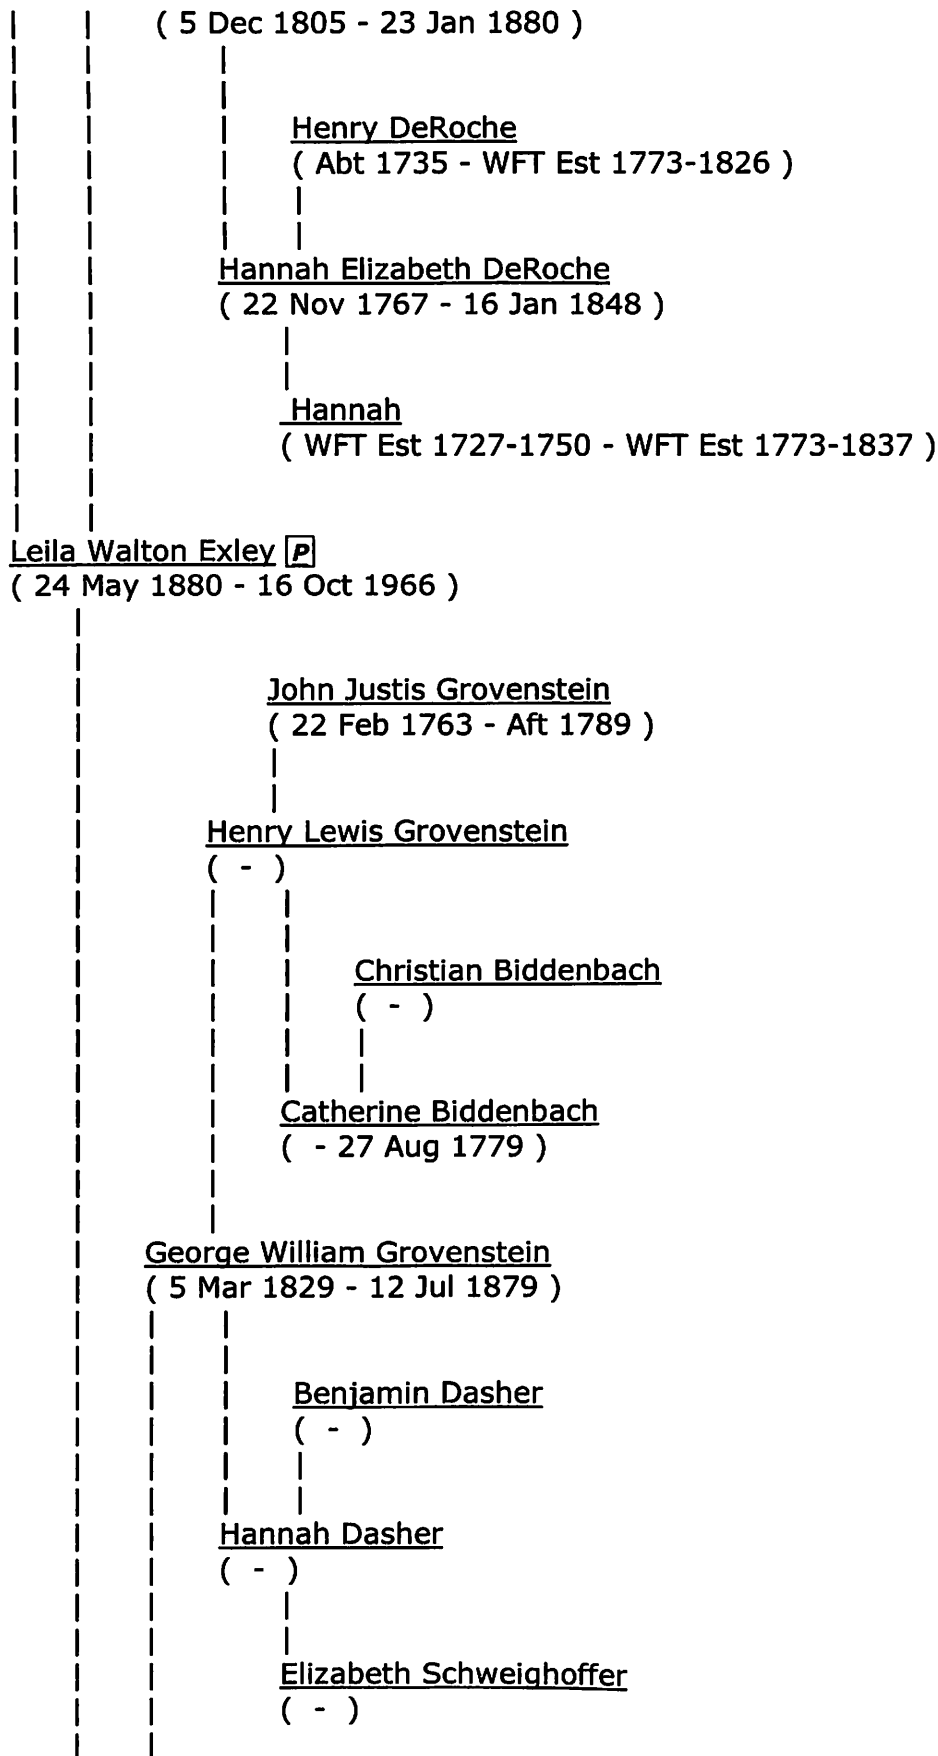 ( 5 Dec 1805 - 23 Jan 1880 )
Henry DeRoche
( Abt 1735 - WFT Est 1773-1826 )
Hannah Elizabeth DeRoche
( 22 Nov 1767 - 16 Jan 1848 )
Hannah
( WFT Est 1727-1750 - WFT Est 1773-1837 )
Leila Walton Exley P
( 24 May 1880 - 16 Oct 1966 )
John Justis Grovenstein
( 22 Feb 1763 - Aft 1789 )
Henry Lewis Grovenstein
( - )
Christian Biddenbach
( - )
Catherine Biddenbach
( - 27 Aug 1779 )
George William Grovenstein
( 5 Mar 1829 - 12 Jul 1879 )
Benjamin Dasher
( - )
Hannah Dasher
( - )
Elizabeth Schweighoffer
( - )